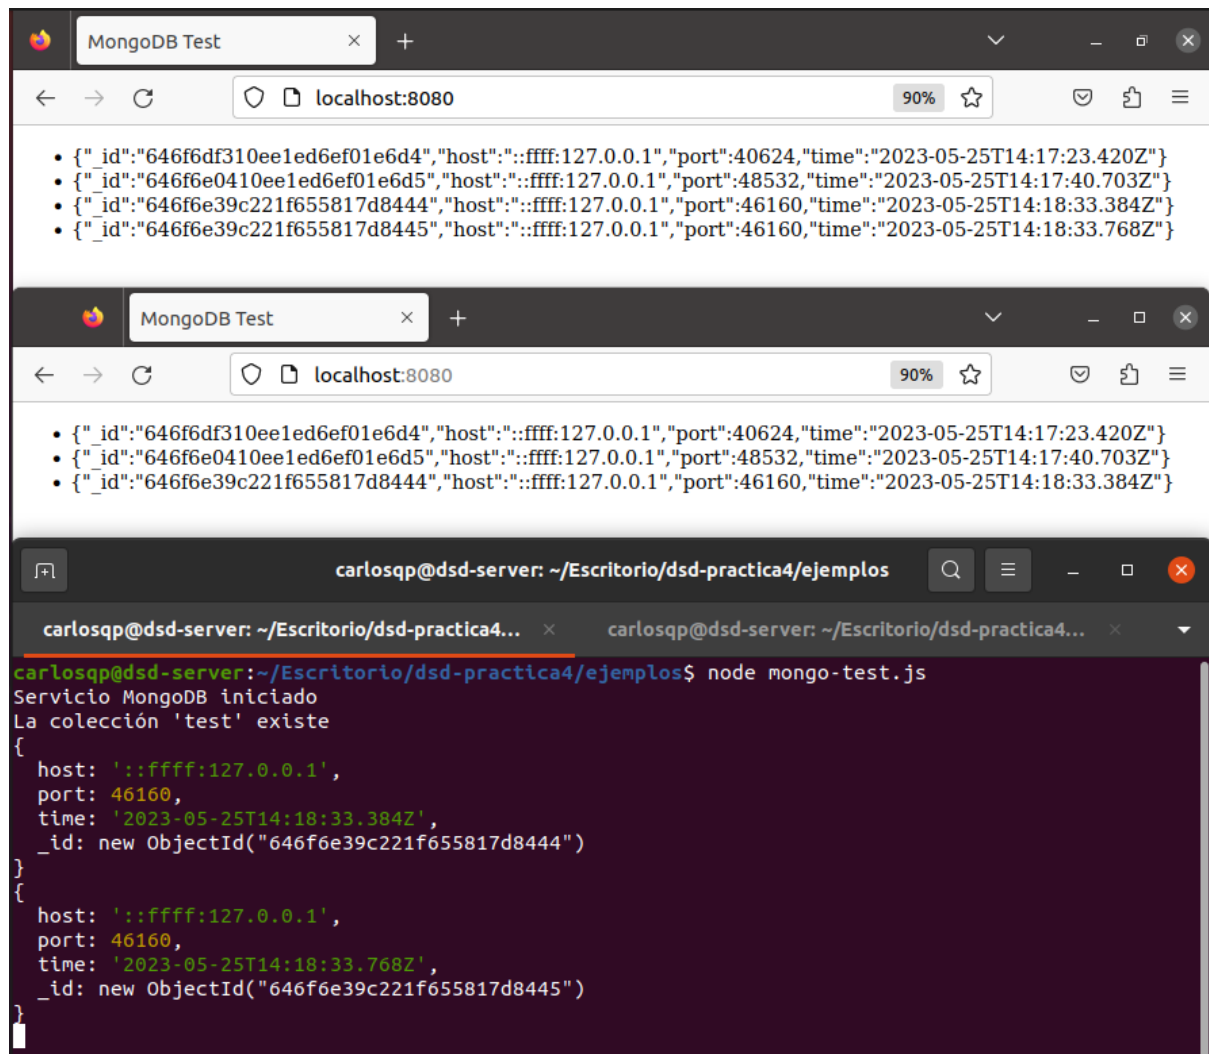 MongoDB Test
localhost:8080
90%
{"_id":"646f6df310ee1ed6ef01e6d4","host":"::ffff:127.0.0.1","port":40624,"time":"2023-05-25T14:17:23.420Z"}
{"_id":"646f6e0410ee1ed6ef01e6d5","host":"::ffff:127.0.0.1","port":48532,"time":"2023-05-25T14:17:40.703Z"}
{"_id":"646f6e39c221f655817d8444","host":"::ffff:127.0.0.1","port":46160,"time":"2023-05-25T14:18:33.384Z"}
{"_id":"646f6e39c221f655817d8445","host":"::ffff:127.0.0.1","port":46160,"time":"2023-05-25T14:18:33.768Z"}
MongoDB Test
localhost:8080
90%
{"_id":"646f6df310ee1ed6ef01e6d4","host":"::ffff:127.0.0.1","port":40624,"time":"2023-05-25T14:17:23.420Z"}
{"_id":"646f6e0410ee1ed6ef01e6d5","host":"::ffff:127.0.0.1","port":48532,"time":"2023-05-25T14:17:40.703Z"}
{"_id":"646f6e39c221f655817d8444","host":"::ffff:127.0.0.1","port":46160,"time":"2023-05-25T14:18:33.384Z"}
carlosqp@dsd-server: ~/Escritorio/dsd-practica4/ejemplos
carlosqp@dsd-server: ~/Escritorio/dsd-practica4...
carlosqp@dsd-server: ~/Escritorio/dsd-practica4...
carlosqp@dsd-server:~/Escritorio/dsd-practica4/ejemplos$ node mongo-test.js
Servicio MongoDB iniciado
La colección 'test' existe
{
host: '::ffff:127.0.0.1',
port: 46160,
time: '2023-05-25T14:18:33.384Z',
_id: new ObjectId("646f6e39c221f655817d8444")
}
{
host: '::ffff:127.0.0.1',
port: 46160,
time: '2023-05-25T14:18:33.768Z',
_id: new ObjectId("646f6e39c221f655817d8445")
}